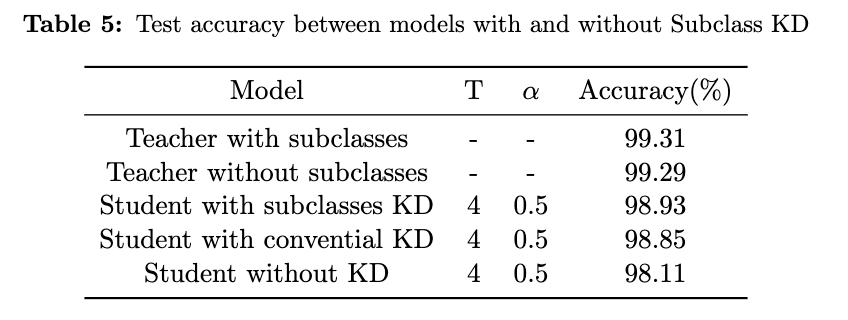 Table 5: Test accuracy between models with and without Subclass KD
Model T α Accuracy(%)
Teacher with subclasses - - 99.31
Teacher without subclasses - - 99.29
Student with subclasses KD 4 0.5 98.93
Student with convential KD 4 0.5 98.85
Student without KD 4 0.5 98.11